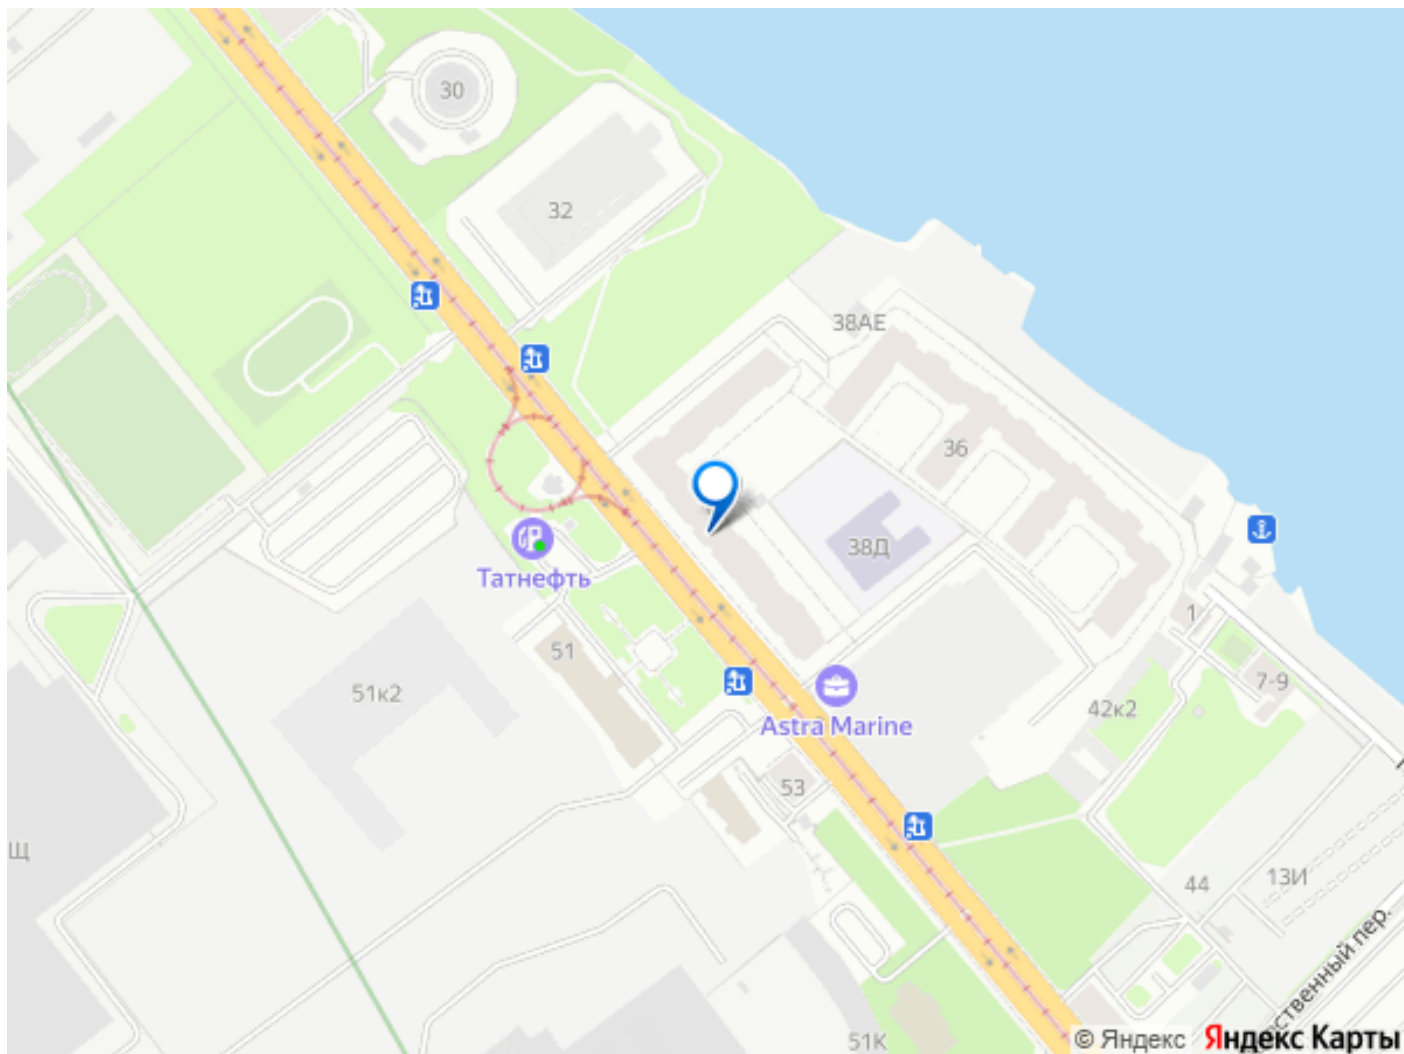 30
32
38АЕ
36
38Д
Татнефть
51
51к2
1
7-9
42к2
Astra Marine
53
Щ
44
13И
ственный пер.
51К
© Яндекс Яндекс Карты